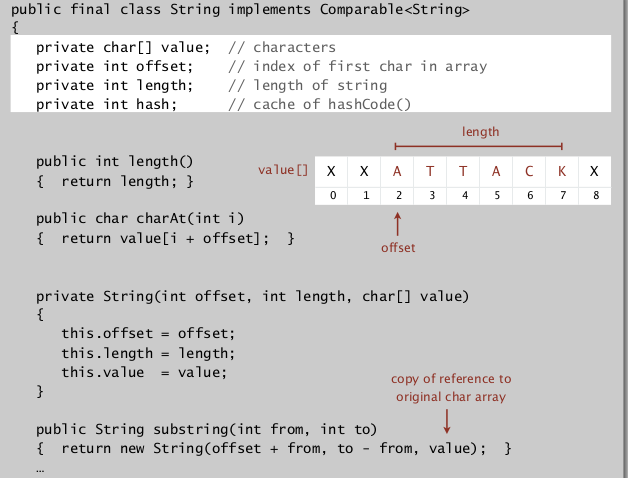 public final class String implements Comparable<String>
{
private char[] value;  // characters
private int offset;    // index of first char in array
private int length;    // length of string
private int hash;      // cache of hashCode()
length
public int length()
{  return length; }
value[]
X X A T T A C K X
0 1 2 3 4 5 6 7 8
public char charAt(int i)
{  return value[i + offset];  }
offset
private String(int offset, int length, char[] value)
{
this.offset = offset;
this.length = length;
this.value  = value;
}
copy of reference to
original char array
public String substring(int from, int to)
{  return new String(offset + from, to - from, value);  }
…